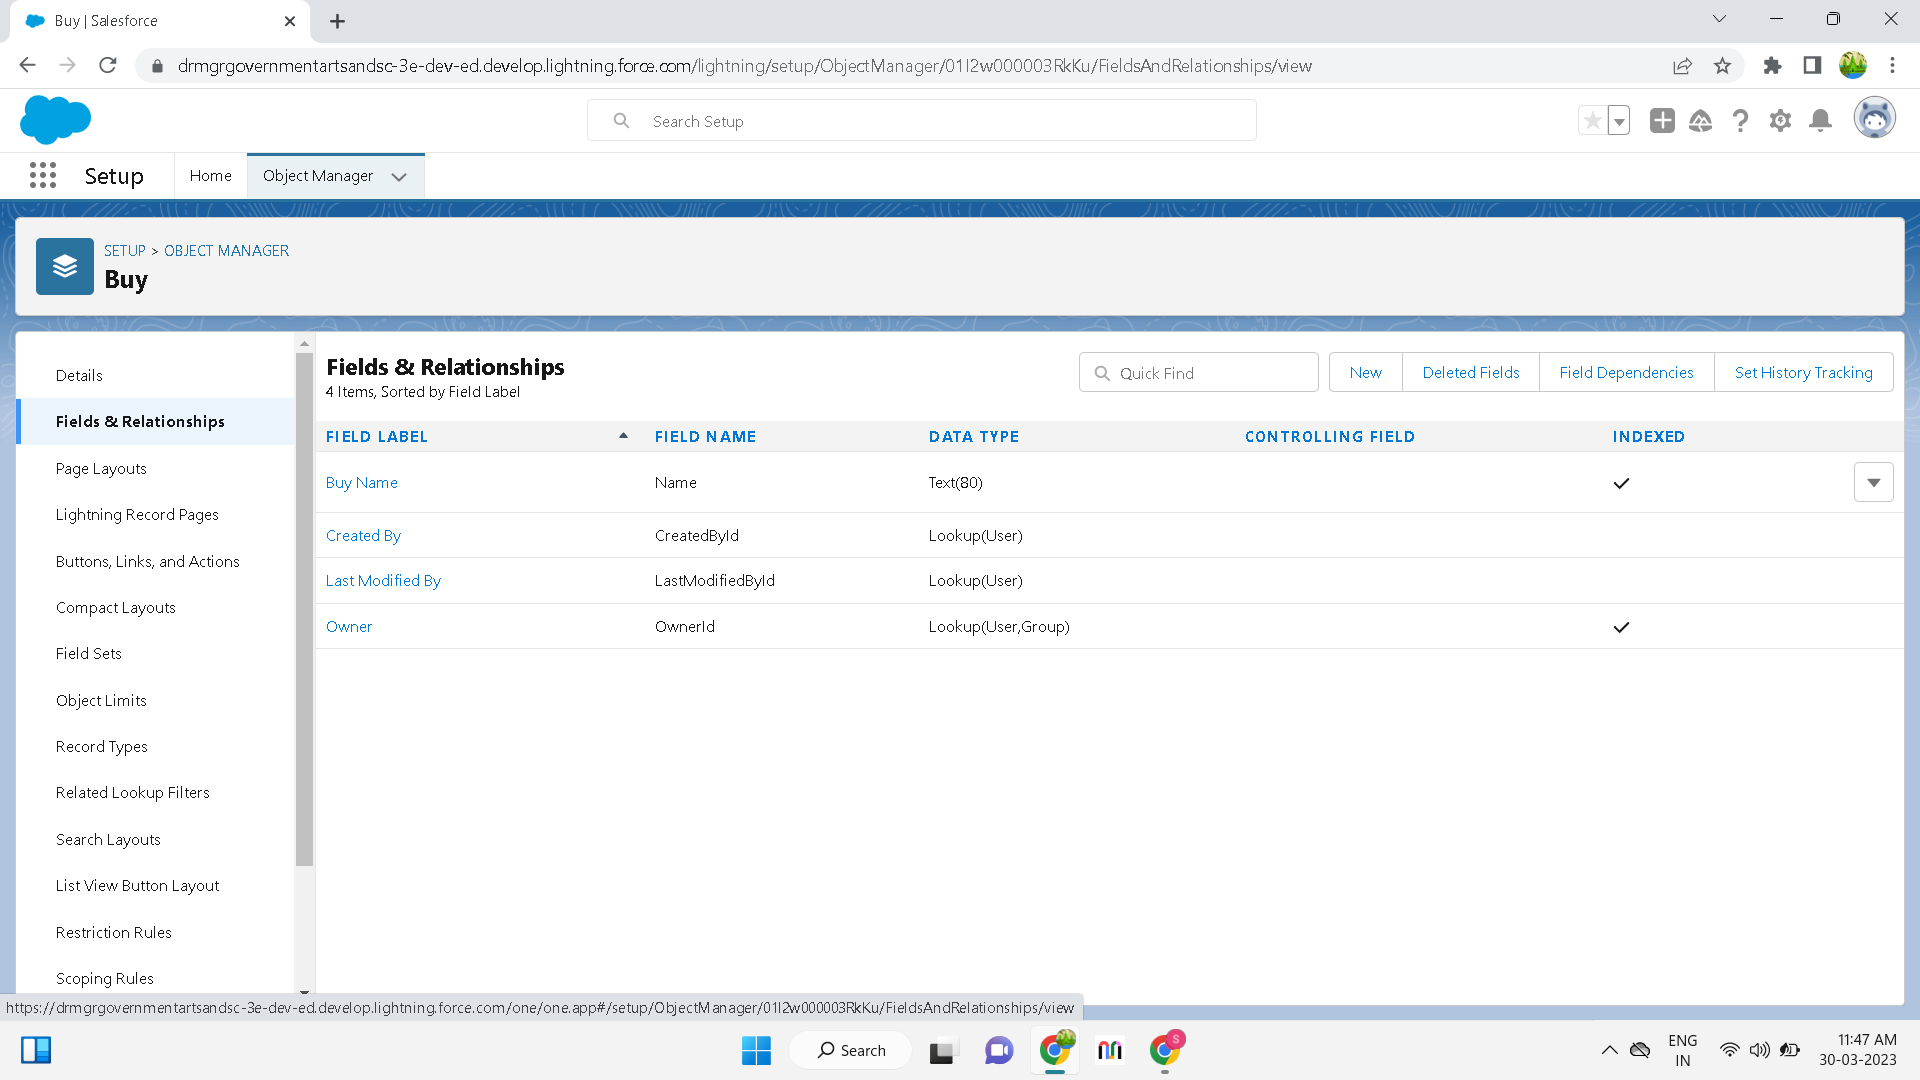 Buy | Salesforce
drmgrgovernmentartsandsc-3e-dev-ed.develop.lightning.force.com/lightning/setup/ObjectManager/01I2w000003RkKu/FieldsAndRelationships/view
Search Setup
Setup
Home
Object Manager
SETUP > OBJECT MANAGER
Buy
Details
Fields & Relationships
Page Layouts
Lightning Record Pages
Buttons, Links, and Actions
Compact Layouts
Field Sets
Object Limits
Record Types
Related Lookup Filters
Search Layouts
List View Button Layout
Restriction Rules
Scoping Rules
Fields & Relationships
4 Items, Sorted by Field Label
Quick Find
New
Deleted Fields
Field Dependencies
Set History Tracking
FIELD LABEL FIELD NAME DATA TYPE CONTROLLING FIELD INDEXED
Buy Name Name Text(80)
Created By CreatedById Lookup(User)
Last Modified By LastModifiedById Lookup(User)
Owner OwnerId Lookup(User,Group)
https://drmgrgovernmentartsandsc-3e-dev-ed.develop.lightning.force.com/one/one.app#/setup/ObjectManager/01I2w000003RkKu/FieldsAndRelationships/view
Search
S
ENG
IN
11:47 AM
30-03-2023